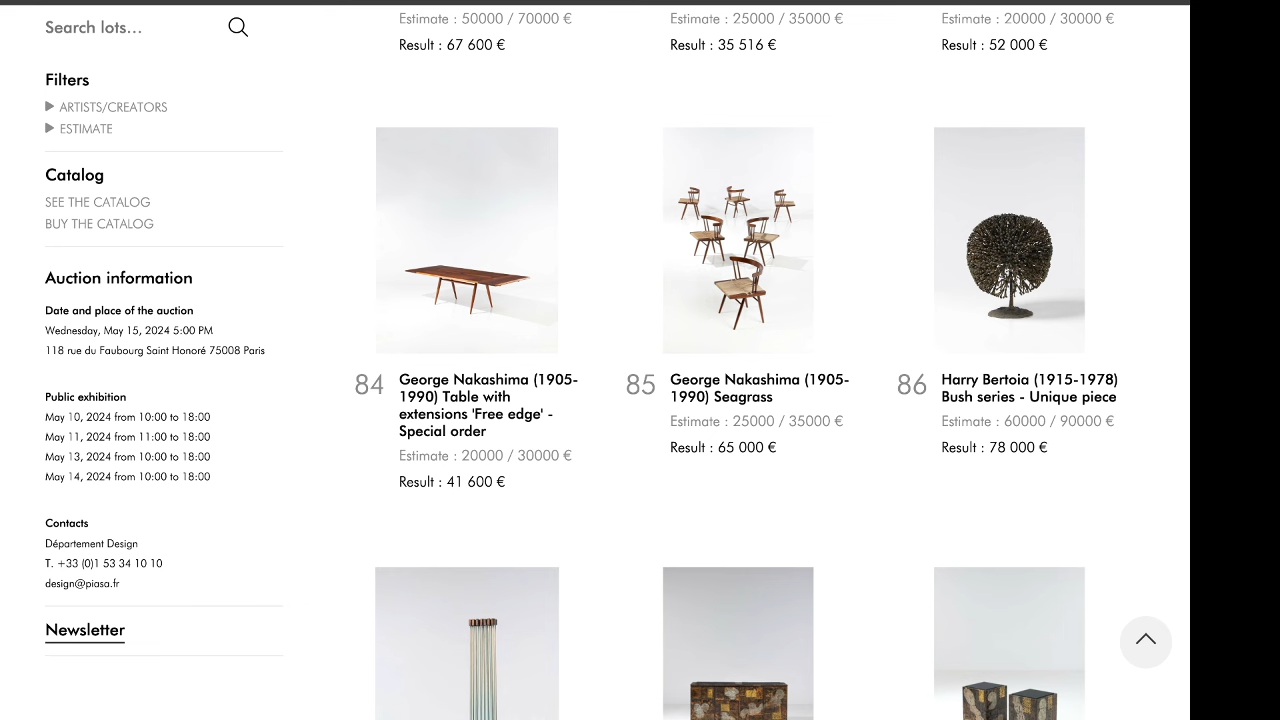 Search lots...
Filters
ARTISTS/CREATORS
ESTIMATE
Catalog
SEE THE CATALOG
BUY THE CATALOG
Auction information
Date and place of the auction
Wednesday, May 15, 2024 5:00 PM
118 rue du Faubourg Saint Honoré 75008 Paris
Public exhibition
May 10, 2024 from 10:00 to 18:00
May 11, 2024 from 11:00 to 18:00
May 13, 2024 from 10:00 to 18:00
May 14, 2024 from 10:00 to 18:00
Contacts
Département Design
T. +33 (0)1 53 34 10 10
design@piasa.fr
Newsletter
Estimate : 50000 / 70000 €
Result : 67 600 €
Estimate : 25000 / 35000 €
Result : 35 516 €
Estimate : 20000 / 30000 €
Result : 52 000 €
84
George Nakashima (1905-
1990) Table with
extensions 'Free edge' -
Special order
Estimate : 20000 / 30000 €
Result : 41 600 €
85
George Nakashima (1905-
1990) Seagrass
Estimate : 25000 / 35000 €
Result : 65 000 €
86
Harry Bertoia (1915-1978)
Bush series - Unique piece
Estimate : 60000 / 90000 €
Result : 78 000 €